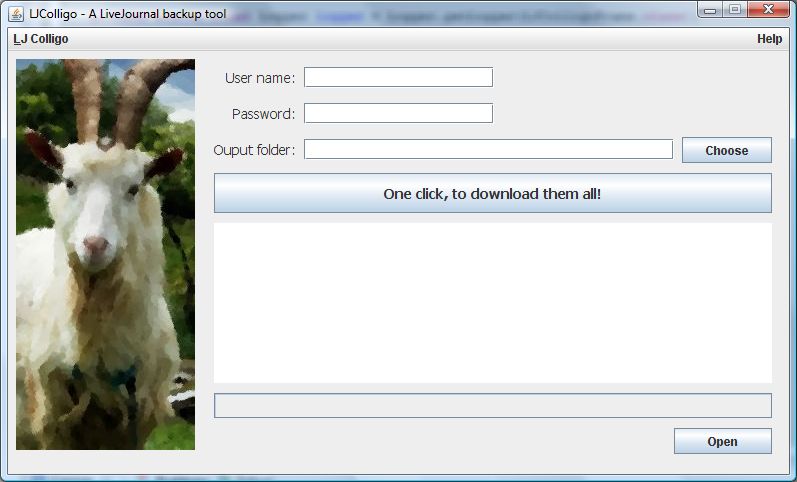 LJColligo - A LiveJournal backup tool
LJ Colligo
Help
User name:
Password:
Ouput folder:
Choose
One click, to download them all!
Open